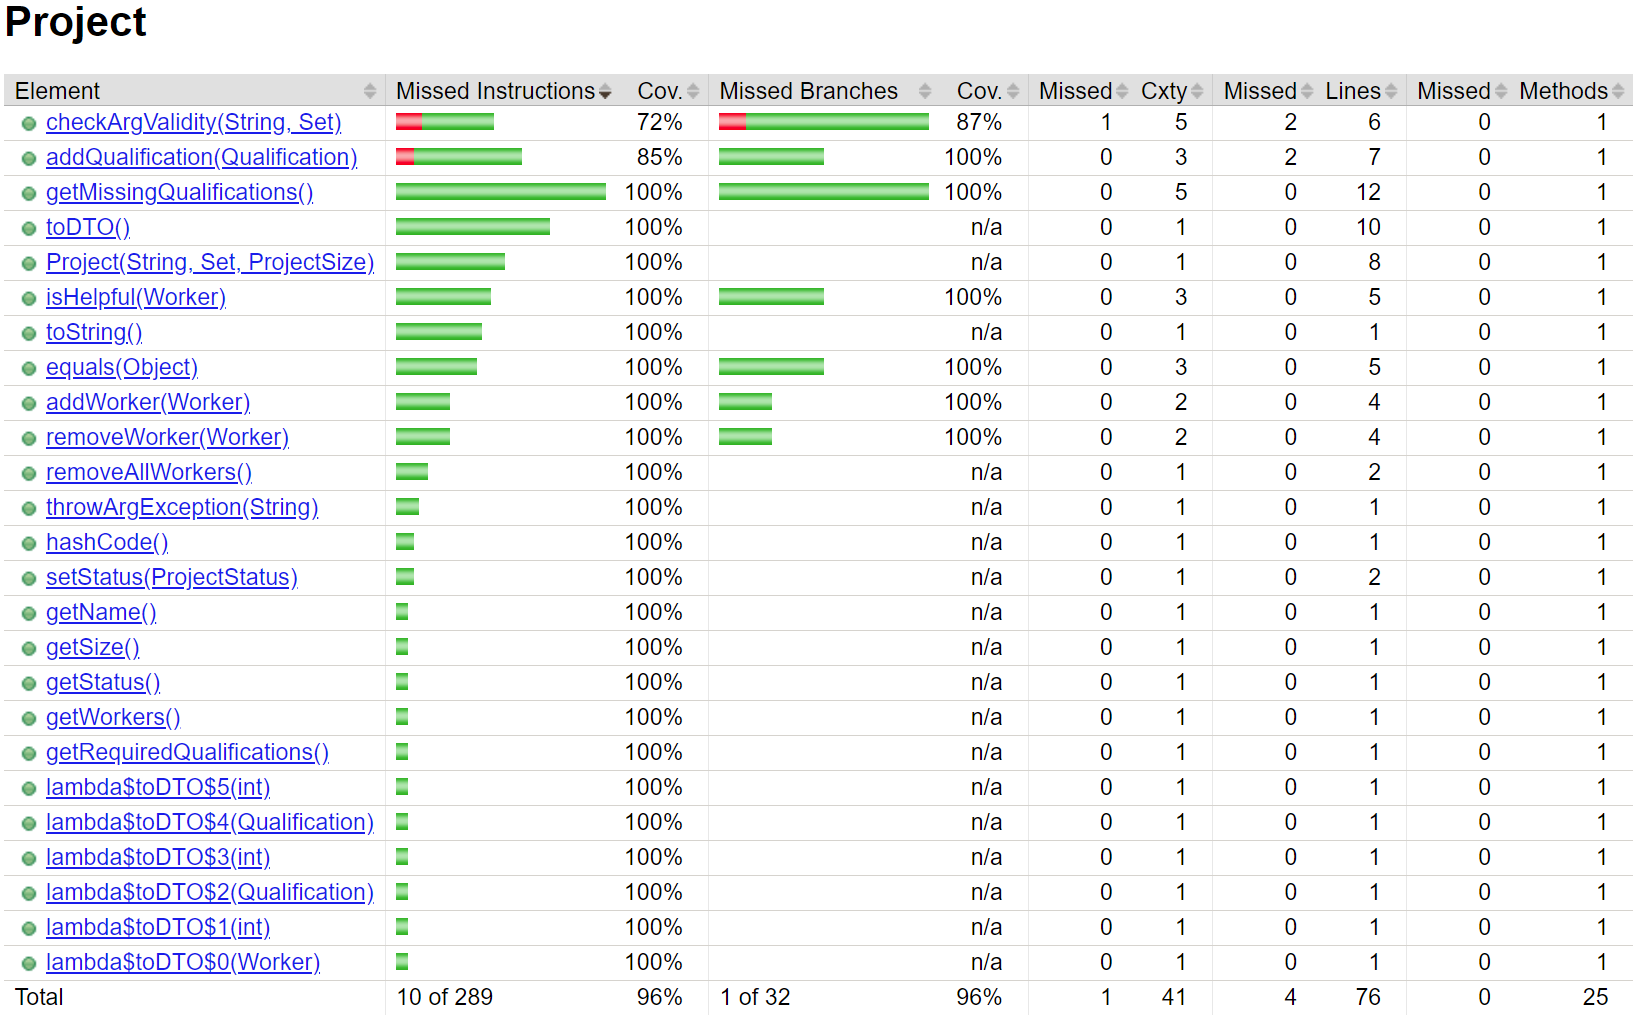 Project
Element Missed Instructions Cov. Missed Branches Cov. Missed Cxty Missed Lines Missed Methods
checkArgValidity(String, Set) 72% 87% 1 5 2 6 0 1
addQualification(Qualification) 85% 100% 0 3 2 7 0 1
getMissingQualifications() 100% 100% 0 5 0 12 0 1
toDTO() 100% n/a 0 1 0 10 0 1
Project(String, Set, ProjectSize) 100% n/a 0 1 0 8 0 1
isHelpful(Worker) 100% 100% 0 3 0 5 0 1
toString() 100% n/a 0 1 0 1 0 1
equals(Object) 100% 100% 0 3 0 5 0 1
addWorker(Worker) 100% 100% 0 2 0 4 0 1
removeWorker(Worker) 100% 100% 0 2 0 4 0 1
removeAllWorkers() 100% n/a 0 1 0 2 0 1
throwArgException(String) 100% n/a 0 1 0 1 0 1
hashCode() 100% n/a 0 1 0 1 0 1
setStatus(ProjectStatus) 100% n/a 0 1 0 2 0 1
getName() 100% n/a 0 1 0 1 0 1
getSize() 100% n/a 0 1 0 1 0 1
getStatus() 100% n/a 0 1 0 1 0 1
getWorkers() 100% n/a 0 1 0 1 0 1
getRequiredQualifications() 100% n/a 0 1 0 1 0 1
lambda$toDTO$5(int) 100% n/a 0 1 0 1 0 1
lambda$toDTO$4(Qualification) 100% n/a 0 1 0 1 0 1
lambda$toDTO$3(int) 100% n/a 0 1 0 1 0 1
lambda$toDTO$2(Qualification) 100% n/a 0 1 0 1 0 1
lambda$toDTO$1(int) 100% n/a 0 1 0 1 0 1
lambda$toDTO$0(Worker) 100% n/a 0 1 0 1 0 1
Total 10 of 289 96% 1 of 32 96% 1 41 4 76 0 25